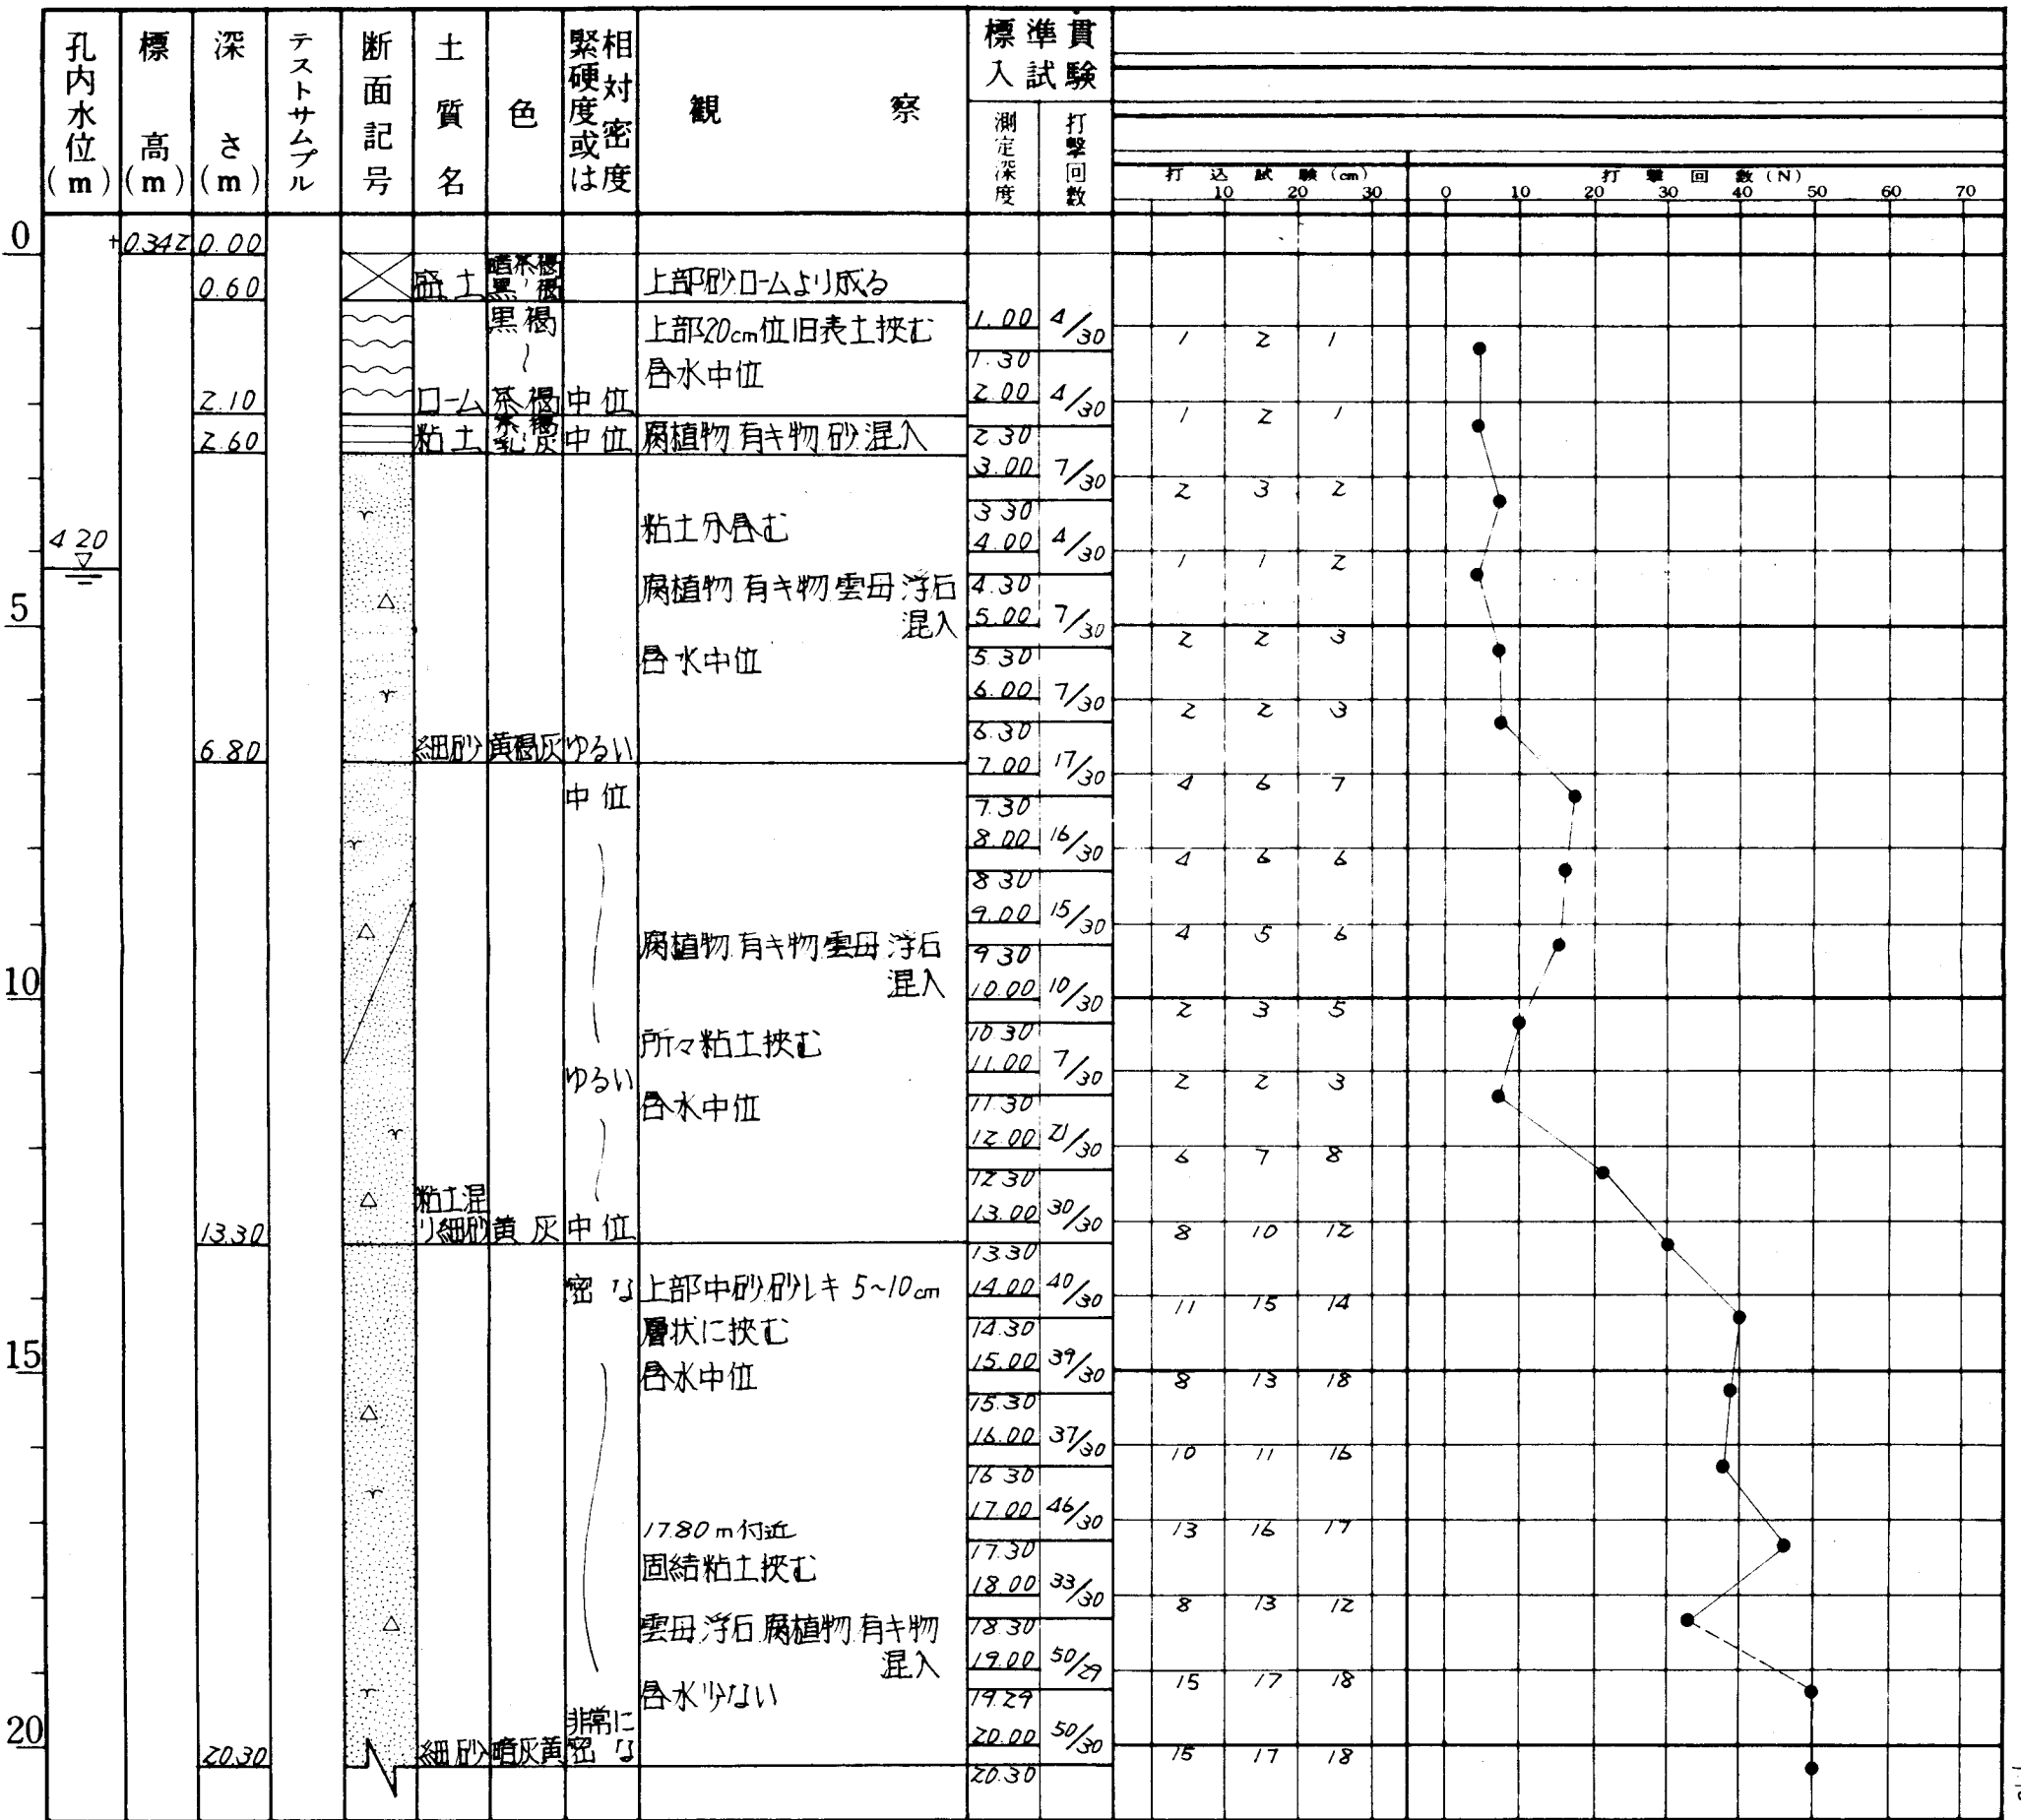 孔内水位(m)
標高(m)
深さ(m)
テストサムプル
断面記号
土質名
色
相対密度
緊硬度或は
観察
標準貫
入試験
測定深度
打撃回数
打込試験(cm)
10 20 30
打撃回数(N)
0 10 20 30 40 50 60 70
0
+0.342 0.00
0.60 盛土 上部砂ロームより成る
黒褐 上部20cm位旧表土挟む
1.00 4/30 1 2 1
1.30
含水中位
2.10 ローム 茶褐 中位
2.00 4/30 1 2 1
2.60 粘土 中位 腐植物 有キ物 砂 混入
2.30
3.00 7/30 2 3 2
3.30
粘土分含む
4.20
4.00 4/30 1 1 2
腐植物 有キ物 雲母 浮石
4.30
混入
5
5.00 7/30 2 2 3
含水中位
5.30
6.00 7/30 2 2 3
6.30
6.80 細砂 黄褐灰 ゆるい
7.00 17/30 4 6 7
中位
7.30
8.00 16/30 4 6 6
8.30
9.00 15/30 4 5 6
腐植物 有キ物 雲母 浮石
9.30
混入
10
10.00 10/30 2 3 5
10.30
所々粘土挟む
11.00 7/30 2 2 3
ゆるい
含水中位
11.30
12.00 21/30 6 7 8
12.30
粘土混
13.00 30/30 8 10 12
13.30 り細砂 黄灰 中位
13.30
密な 上部中砂砂レキ 5~10cm
14.00 40/30 11 15 14
層状に挟む
14.30
15
15.00 39/30 8 13 18
含水中位
15.30
16.00 37/30 10 11 16
16.30
17.00 46/30 13 16 17
17.80m付近
17.30
固結粘土挟む
18.00 33/30 8 13 12
雲母 浮石 腐植物 有キ物
18.30
混入
19.00 50/29 15 17 18
含水少ない
19.29
非常に
20
20.00 50/30 15 17 18
20.30 細砂 暗灰黄 密な
20.30